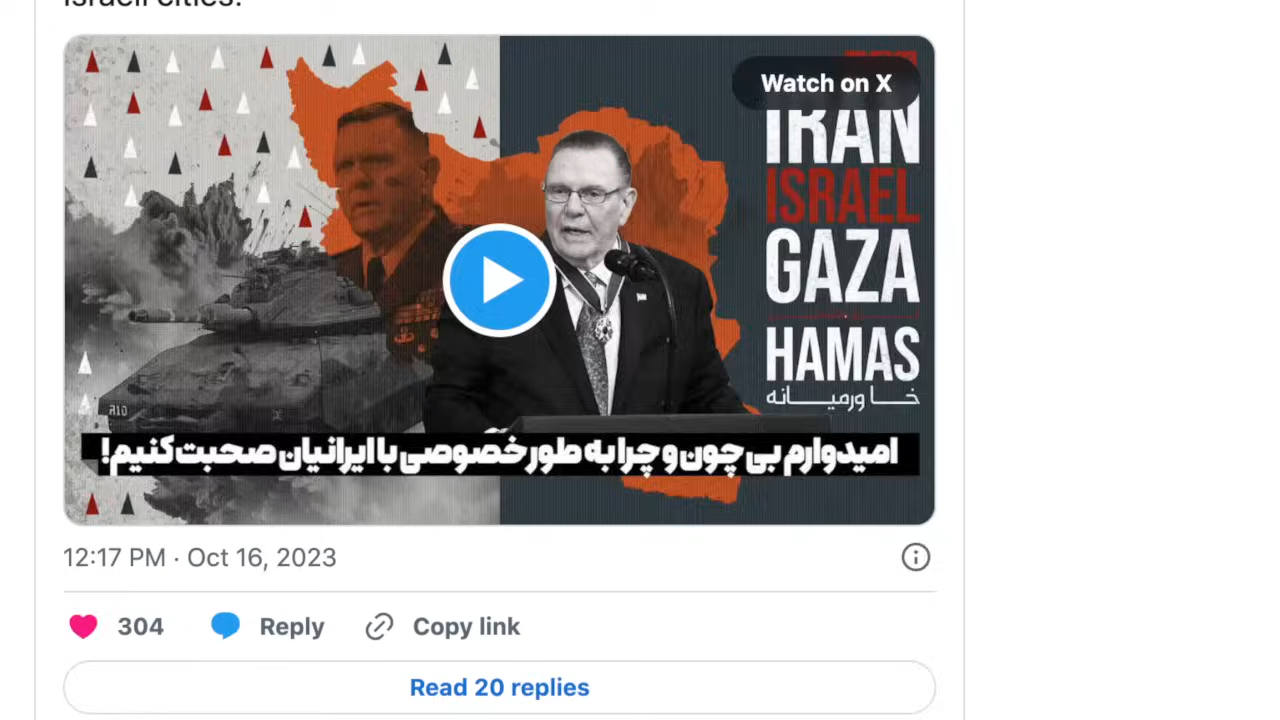 israeli cities.
Watch on X
IRAN
ISRAEL
GAZA
HAMAS
خاورمیانه
امیدوارم بی‌چون و چرا به طور خصوصی با ایرانیان صحبت کنیم!
12:17 PM · Oct 16, 2023
304
Reply
Copy link
Read 20 replies